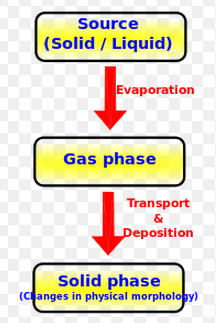 Source
(Solid / Liquid)
Evaporation
Gas phase
Transport
&
Deposition
Solid phase
(Changes in physical morphology)